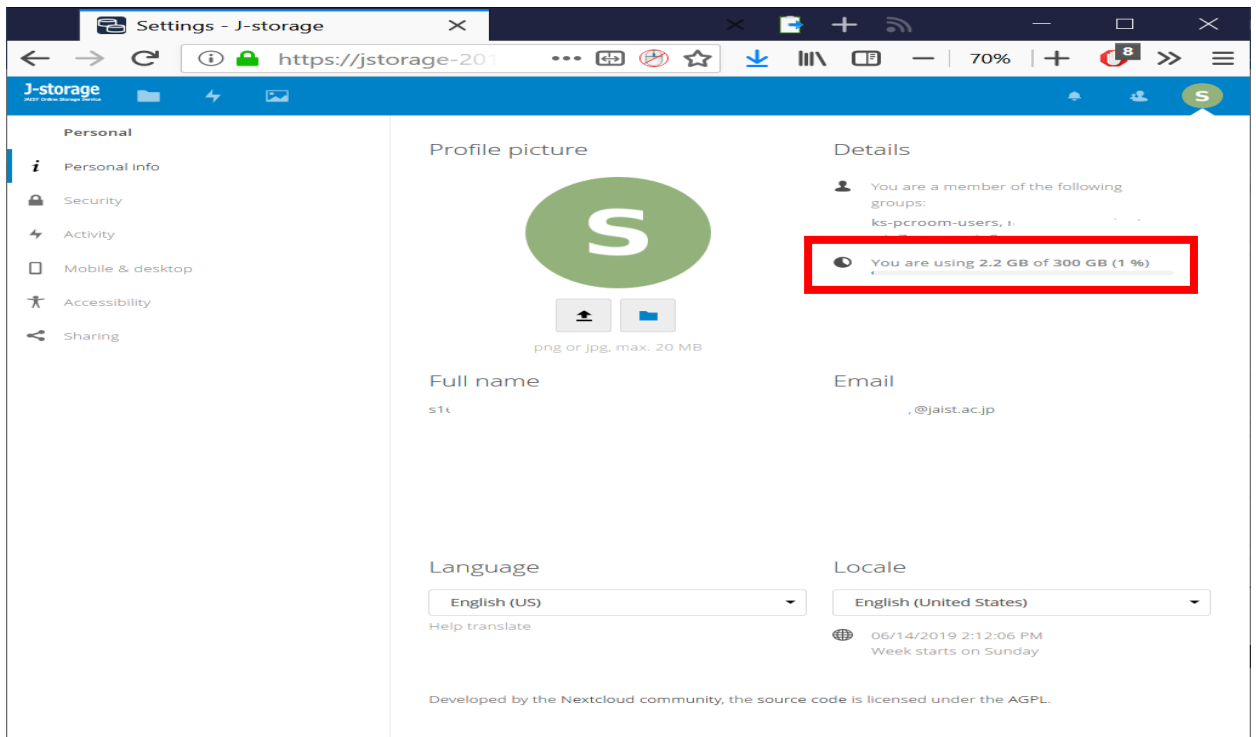 Settings - J-storage
https://jstorage-201
70%
8
J-storage
JAIST Online Storage Service
S
Personal
Personal info
Security
Activity
Mobile & desktop
Accessibility
Sharing
Profile picture
S
png or jpg, max. 20 MB
Details
You are a member of the following
groups:
ks-pcroom-users,
You are using 2.2 GB of 300 GB (1 %)
Full name
Email
@jaist.ac.jp
Language
English (US)
Help translate
Locale
English (United States)
06/14/2019 2:12:06 PM
Week starts on Sunday
Developed by the Nextcloud community, the source code is licensed under the AGPL.